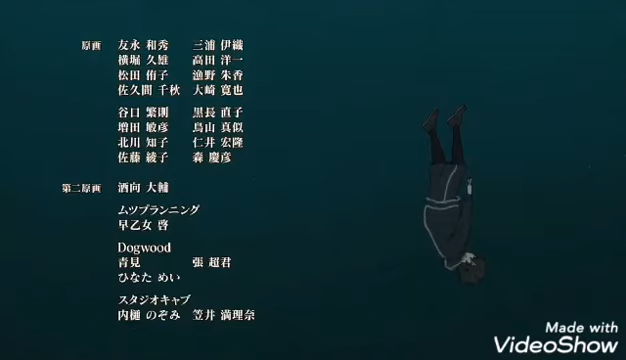 原画 友永 和秀 三浦 伊織
横堀 久雄 高田 洋一
松田 侑子 漁野 朱香
佐久間 千秋 大崎 寛也
谷口 繁則 黒長 直子
増田 敏彦 鳥山 真似
北川 知子 仁井 宏隆
佐藤 綾子 森 慶彦
第二原画 酒向 大輔
ムツプランニング
早乙女 啓
Dogwood
青見 張 超君
ひなた めい
スタジオキャブ
内樋 のぞみ 笠井 満理奈
Made with
VideoShow